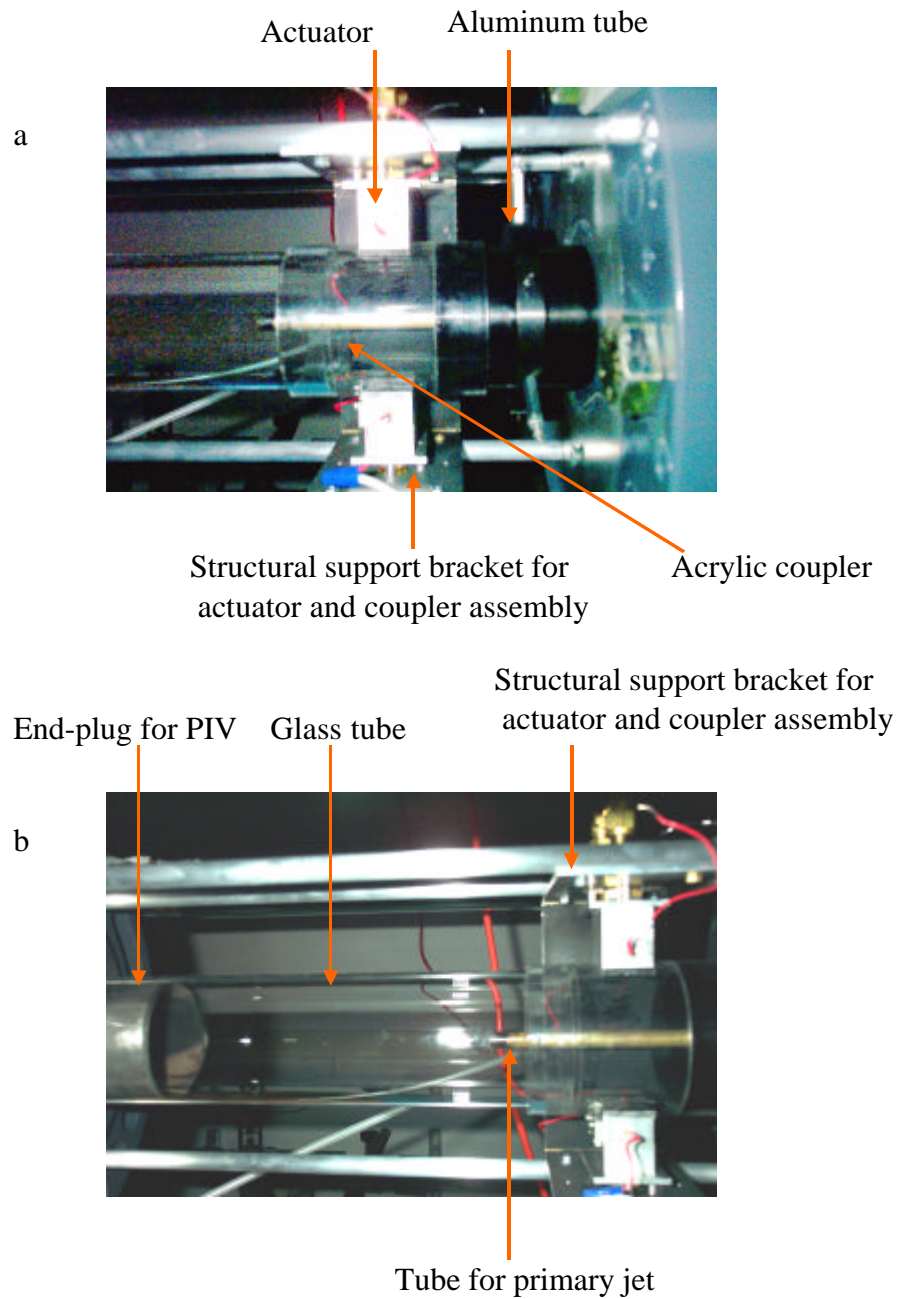 Actuator
Aluminum tube
a
Structural support bracket for
actuator and coupler assembly
Acrylic coupler
Structural support bracket for
actuator and coupler assembly
End-plug for PIV
Glass tube
b
Tube for primary jet